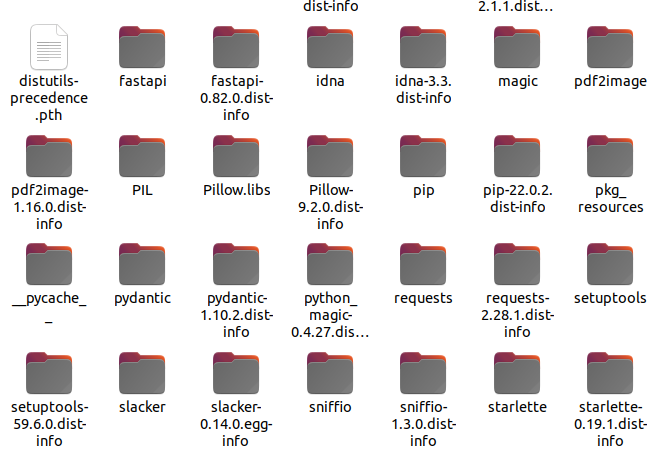 dist-info
2.1.1.dist…
distutils-
precedence
.pth
fastapi
fastapi-
0.82.0.dist-
info
idna
idna-3.3.
dist-info
magic
pdf2image
pdf2image-
1.16.0.dist-
info
PIL
Pillow.libs
Pillow-
9.2.0.dist-
info
pip
pip-22.0.2.
dist-info
pkg_
resources
__pycache_
_
pydantic
pydantic-
1.10.2.dist-
info
python_
magic-
0.4.27.dis…
requests
requests-
2.28.1.dist-
info
setuptools
setuptools-
59.6.0.dist-
info
slacker
slacker-
0.14.0.egg-
info
sniffio
sniffio-
1.3.0.dist-
info
starlette
starlette-
0.19.1.dist-
info